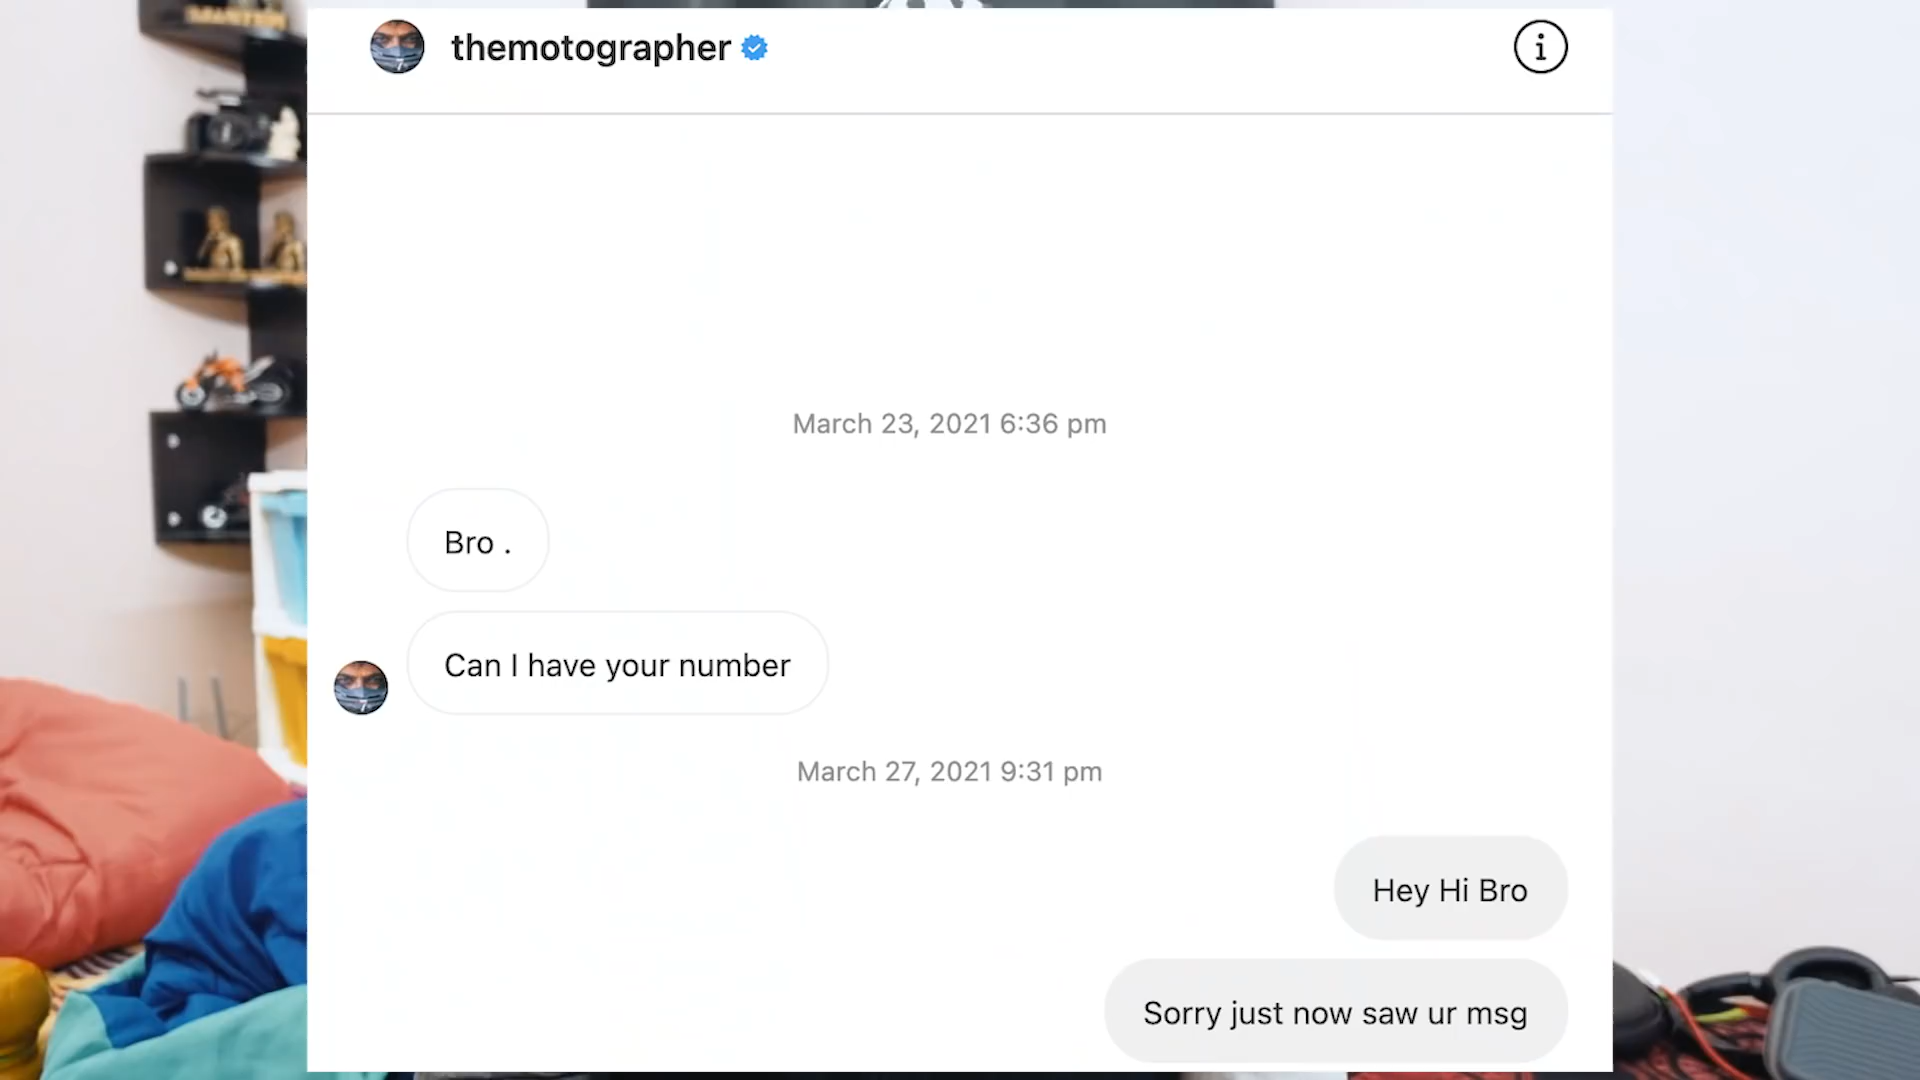 themotographer
March 23, 2021 6:36 pm
Bro .
Can I have your number
March 27, 2021 9:31 pm
Hey Hi Bro
Sorry just now saw ur msg